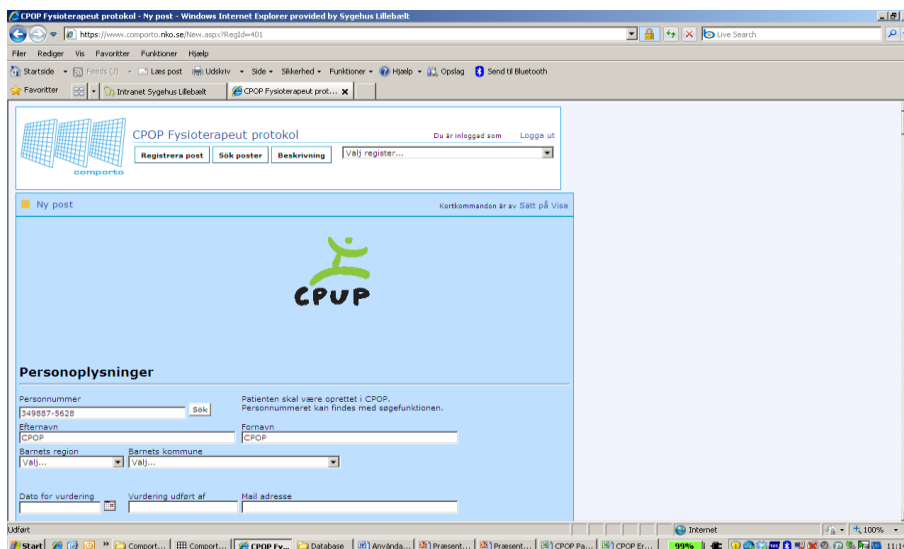 CPOP Fysioterapeut protokol - Ny post - Windows Internet Explorer provided by Sygehus Lillebælt
https://www.comporto.nko.se/New.aspx?RegId=401
Live Search
Filer Rediger Vis Favoritter Funktioner Hjælp
Startside Feeds (J) Læs post Udskriv Side Sikkerhed Funktioner Hjælp Opslag Send til Bluetooth
Favoritter Intranet Sygehus Lillebælt CPOP Fysioterapeut prot...
CPOP Fysioterapeut protokol Du är inloggad som Logga ut
Registrera post Sök poster Beskrivning Välj register...
comporto
Ny post Kortkommandon är av Sätt på Visa
CPUP
Personoplysninger
Personnummer Patienten skal være oprettet i CPOP.
349887-5628 Sök Personnummeret kan findes med søgefunktionen.
Efternavn Fornavn
CPOP CPOP
Barnets region Barnets kommune
Välj... Välj...
Dato for vurdering Vurdering udført af Mail adresse
Udført Internet 100%
Start Comport... Comport... CPOP Fy... Database Använda... Præsent... Præsent... CPOP Pa... CPOP Er... 99% 11:14